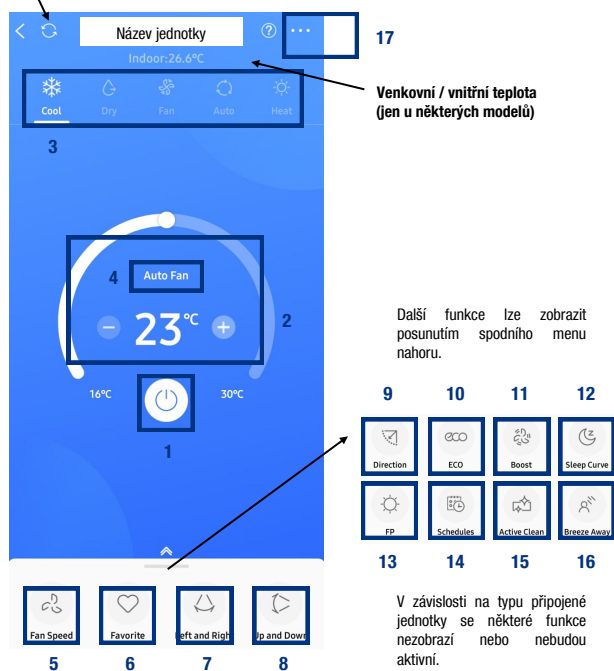 Název jednotky
17
Indoor:26.6°C
Venkovní / vnitřní teplota
(jen u některých modelů)
Cool Dry Fan Auto Heat
3
4 Auto Fan
23°C
2
16°C 30°C
1
Další funkce lze zobrazit
posunutím spodního menu
nahoru.
9 10 11 12
Direction ECO Boost Sleep Curve
FP Schedules Active Clean Breeze Away
13 14 15 16
V závislosti na typu připojené
jednotky se některé funkce
nezobrazí nebo nebudou
aktivní.
Fan Speed Favorite Left and Righ Up and Down
5 6 7 8